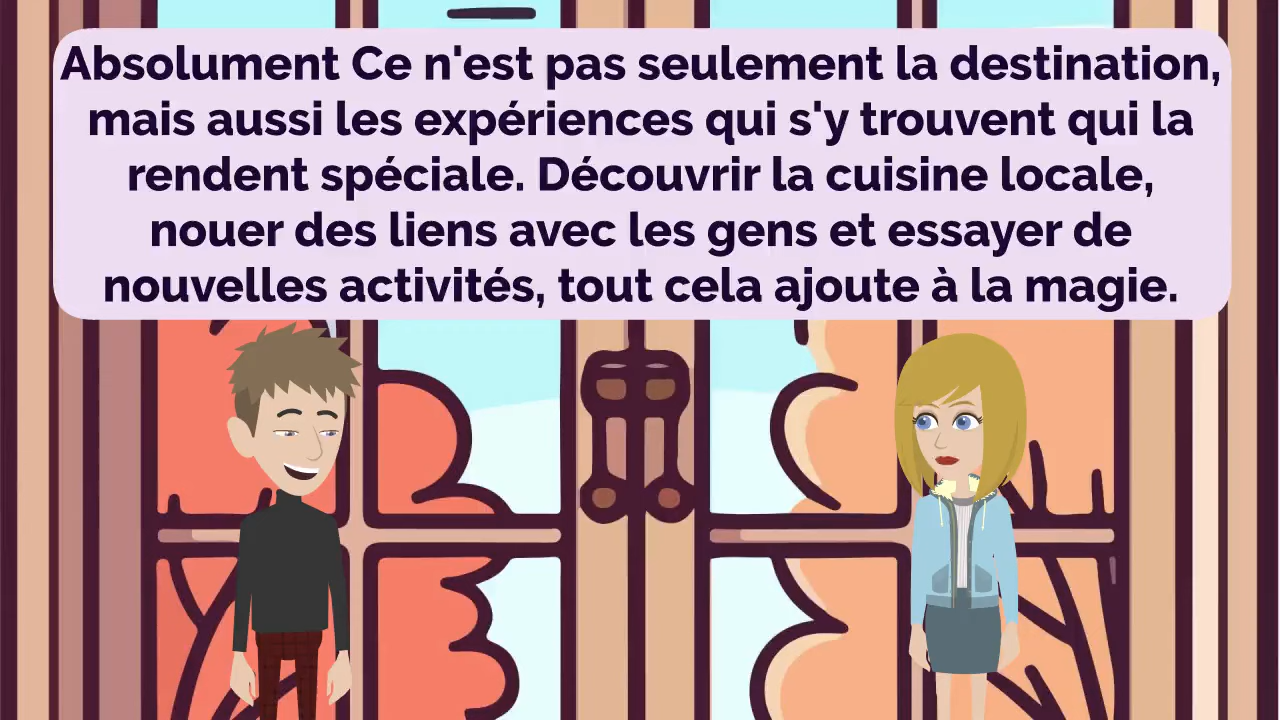 Absolument Ce n'est pas seulement la destination,
mais aussi les expériences qui s'y trouvent qui la
rendent spéciale. Découvrir la cuisine locale,
nouer des liens avec les gens et essayer de
nouvelles activités, tout cela ajoute à la magie.